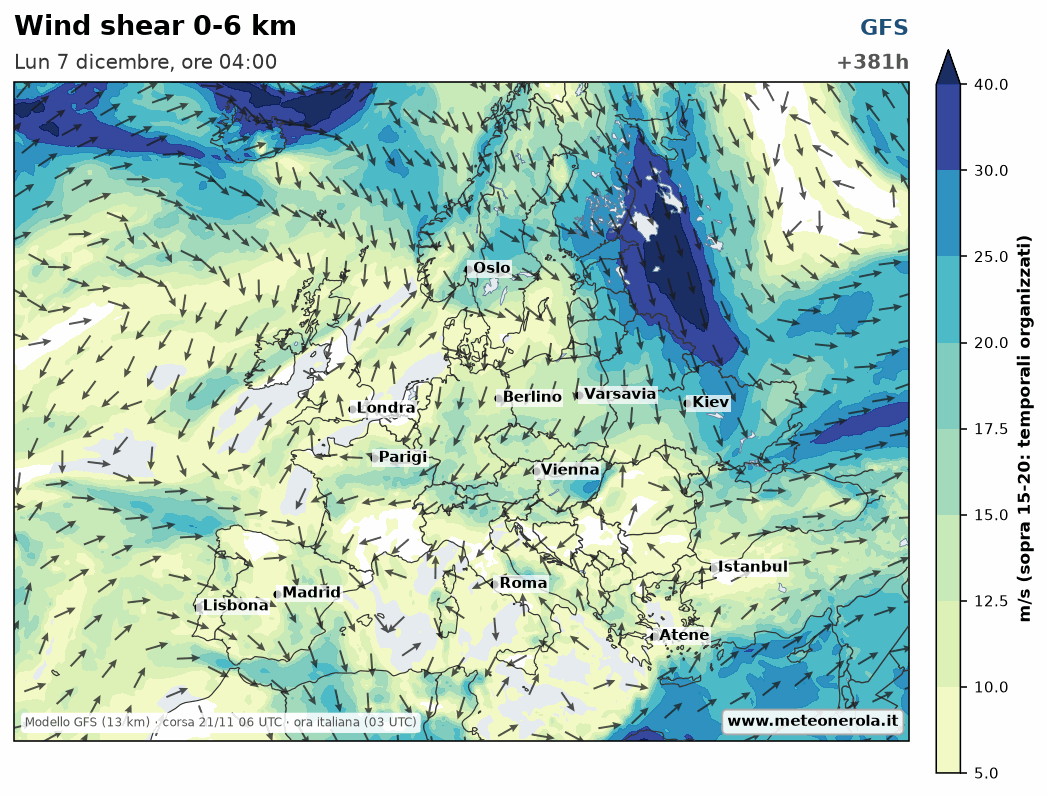 Wind shear 0-6 km
GFS
Lun 7 dicembre, ore 04:00
+381h
40.0
30.0
25.0
20.0
17.5
15.0
12.5
10.0
5.0
m/s (sopra 15-20: temporali organizzati)
Oslo
Berlino
Varsavia
Kiev
Londra
Parigi
Vienna
Istanbul
Roma
Madrid
Lisbona
Atene
Modello GFS (13 km) · corsa 21/11 06 UTC · ora italiana (03 UTC)
www.meteonerola.it